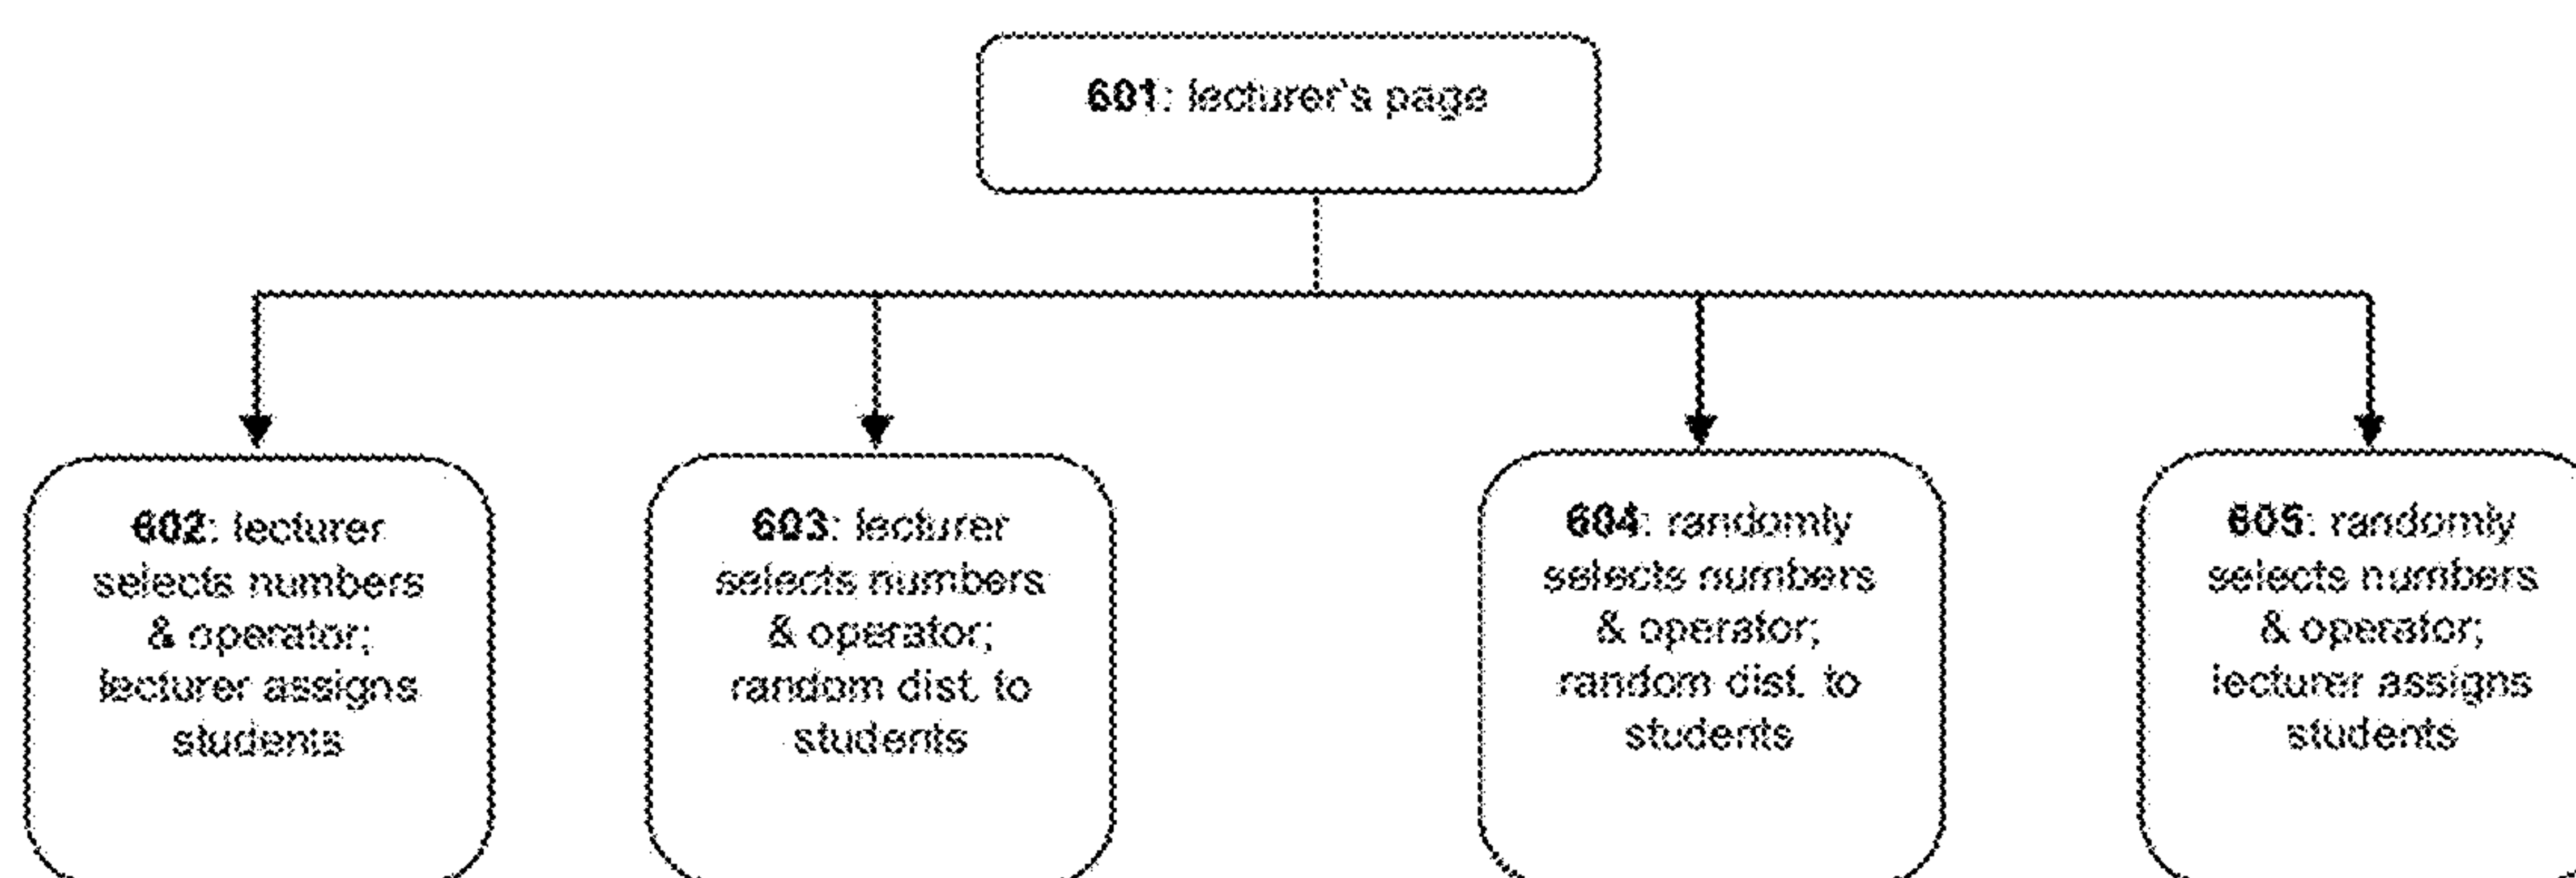 601: lecturer's page
602: lecturer
selects numbers
& operator;
lecturer assigns
students
603: lecturer
selects numbers
& operator;
random dist. to
students
604: randomly
selects numbers
& operator;
random dist. to
students
605: randomly
selects numbers
& operator;
lecturer assigns
students